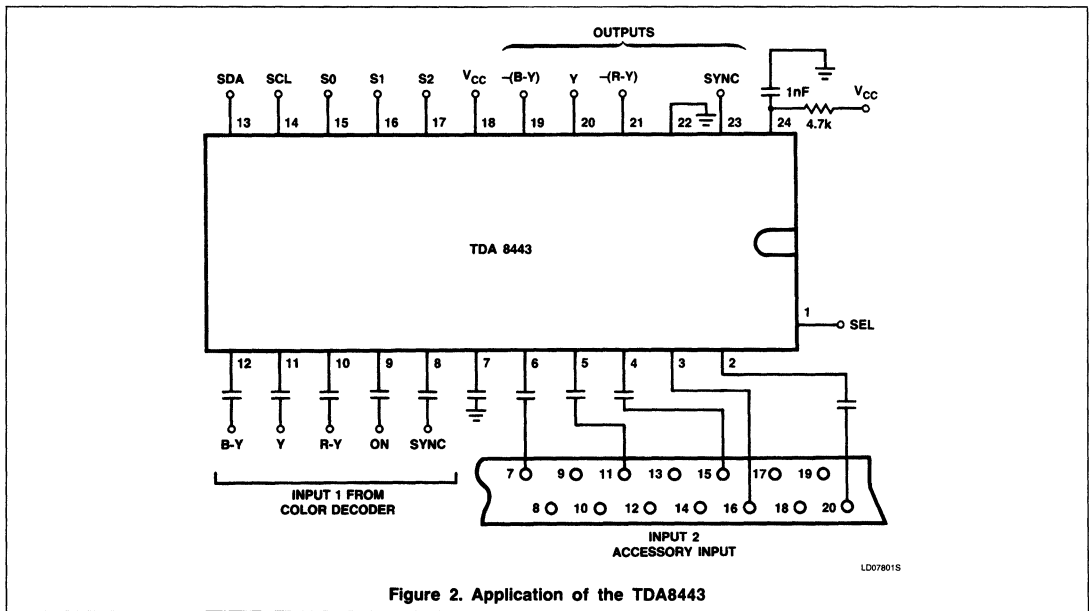 OUTPUTS
SDA SCL S0 S1 S2 VCC –(B-Y) Y –(R-Y) SYNC
1nF VCC
4.7k
13 14 15 16 17 18 19 20 21 22 23 24
TDA 8443
1 SEL
12 11 10 9 8 7 6 5 4 3 2
B-Y Y R-Y ON SYNC
INPUT 1 FROM
COLOR DECODER
7 9 11 13 15 17 19
8 10 12 14 16 18 20
INPUT 2
ACCESSORY INPUT
LD07801S
Figure 2. Application of the TDA8443